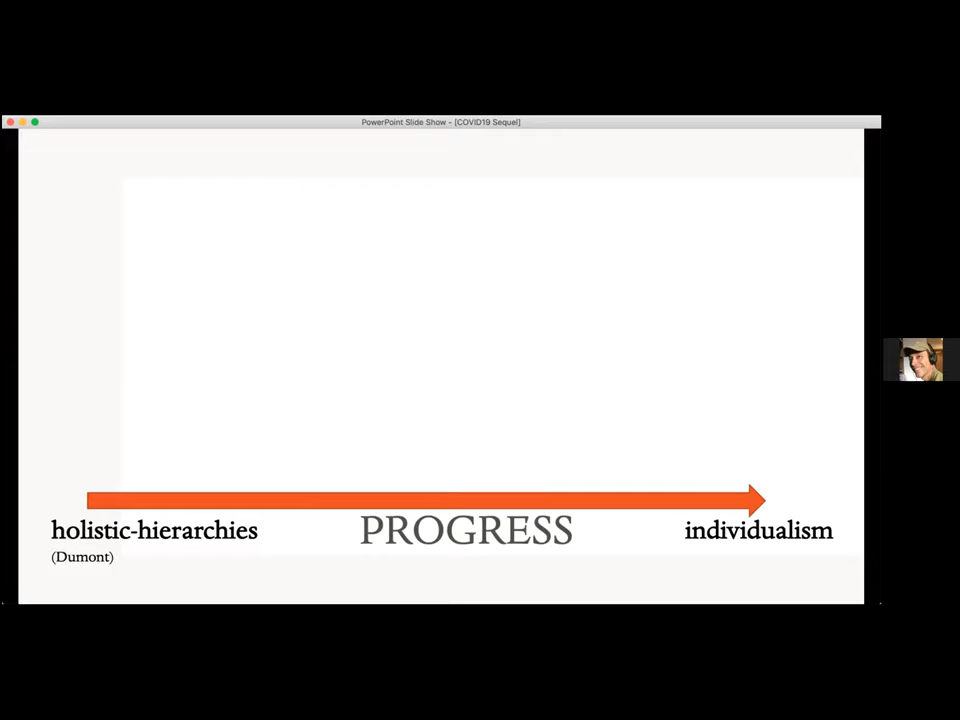 PowerPoint Slide Show - [COVID19 Sequel]
holistic-hierarchies
PROGRESS
individualism
(Dumont)